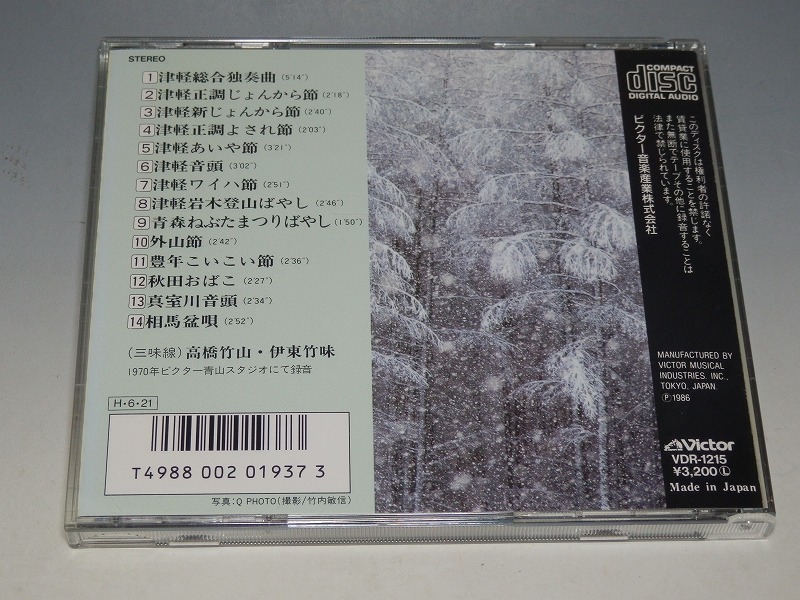 STEREO
1 津軽総合独奏曲 (5'14")
2 津軽正調じょんから節 (2'18")
3 津軽新じょんから節 (2'40")
4 津軽正調よされ節 (2'03")
5 津軽あいや節 (3'21")
6 津軽音頭 (3'02")
7 津軽ワイハ節 (2'51")
8 津軽岩木登山ばやし (2'46")
9 青森ねぶたまつりばやし (1'50")
10 外山節 (2'42")
11 豊年こいこい節 (2'36")
12 秋田おばこ (2'27")
13 真室川音頭 (2'34")
14 相馬盆唄 (2'52")
(三味線) 高橋竹山・伊東竹味
1970年ビクター青山スタジオにて録音
H・6・21
T4988 002 01937 3
写真:Q PHOTO(撮影/竹内敏信)
COMPACT
disc
DIGITAL AUDIO
このディスクは権利者の許諾なく
賃貸業に使用することを禁じます。
また無断でテープその他に録音することは
法律で禁じられています。
ビクター音楽産業株式会社
MANUFACTURED BY
VICTOR MUSICAL
INDUSTRIES, INC.,
TOKYO, JAPAN.
Ⓟ1986
Victor
VDR-1215
¥3,200 Ⓛ
Made in Japan